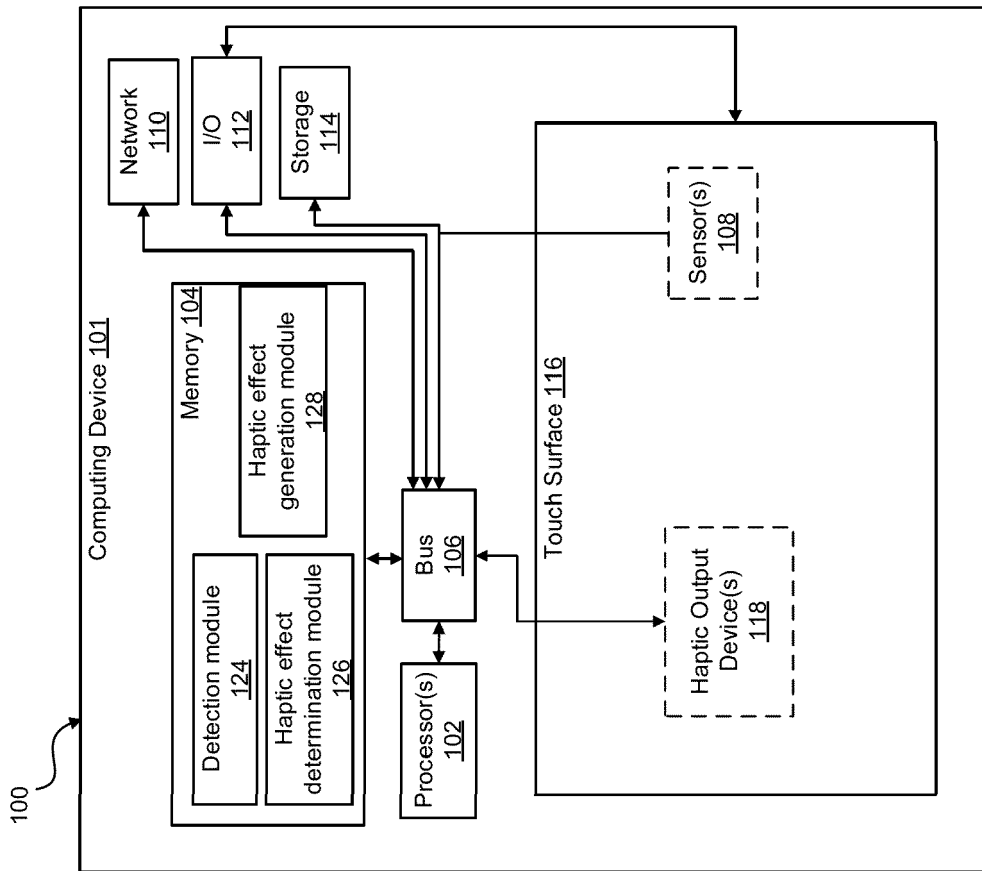 100
Computing Device 101
Memory 104
Detection module
124
Haptic effect
determination module
126
Haptic effect
generation module
128
Network
110
I/O
112
Storage
114
Processor(s)
102
Bus
106
Touch Surface 116
Haptic Output
Device(s)
118
Sensor(s)
108